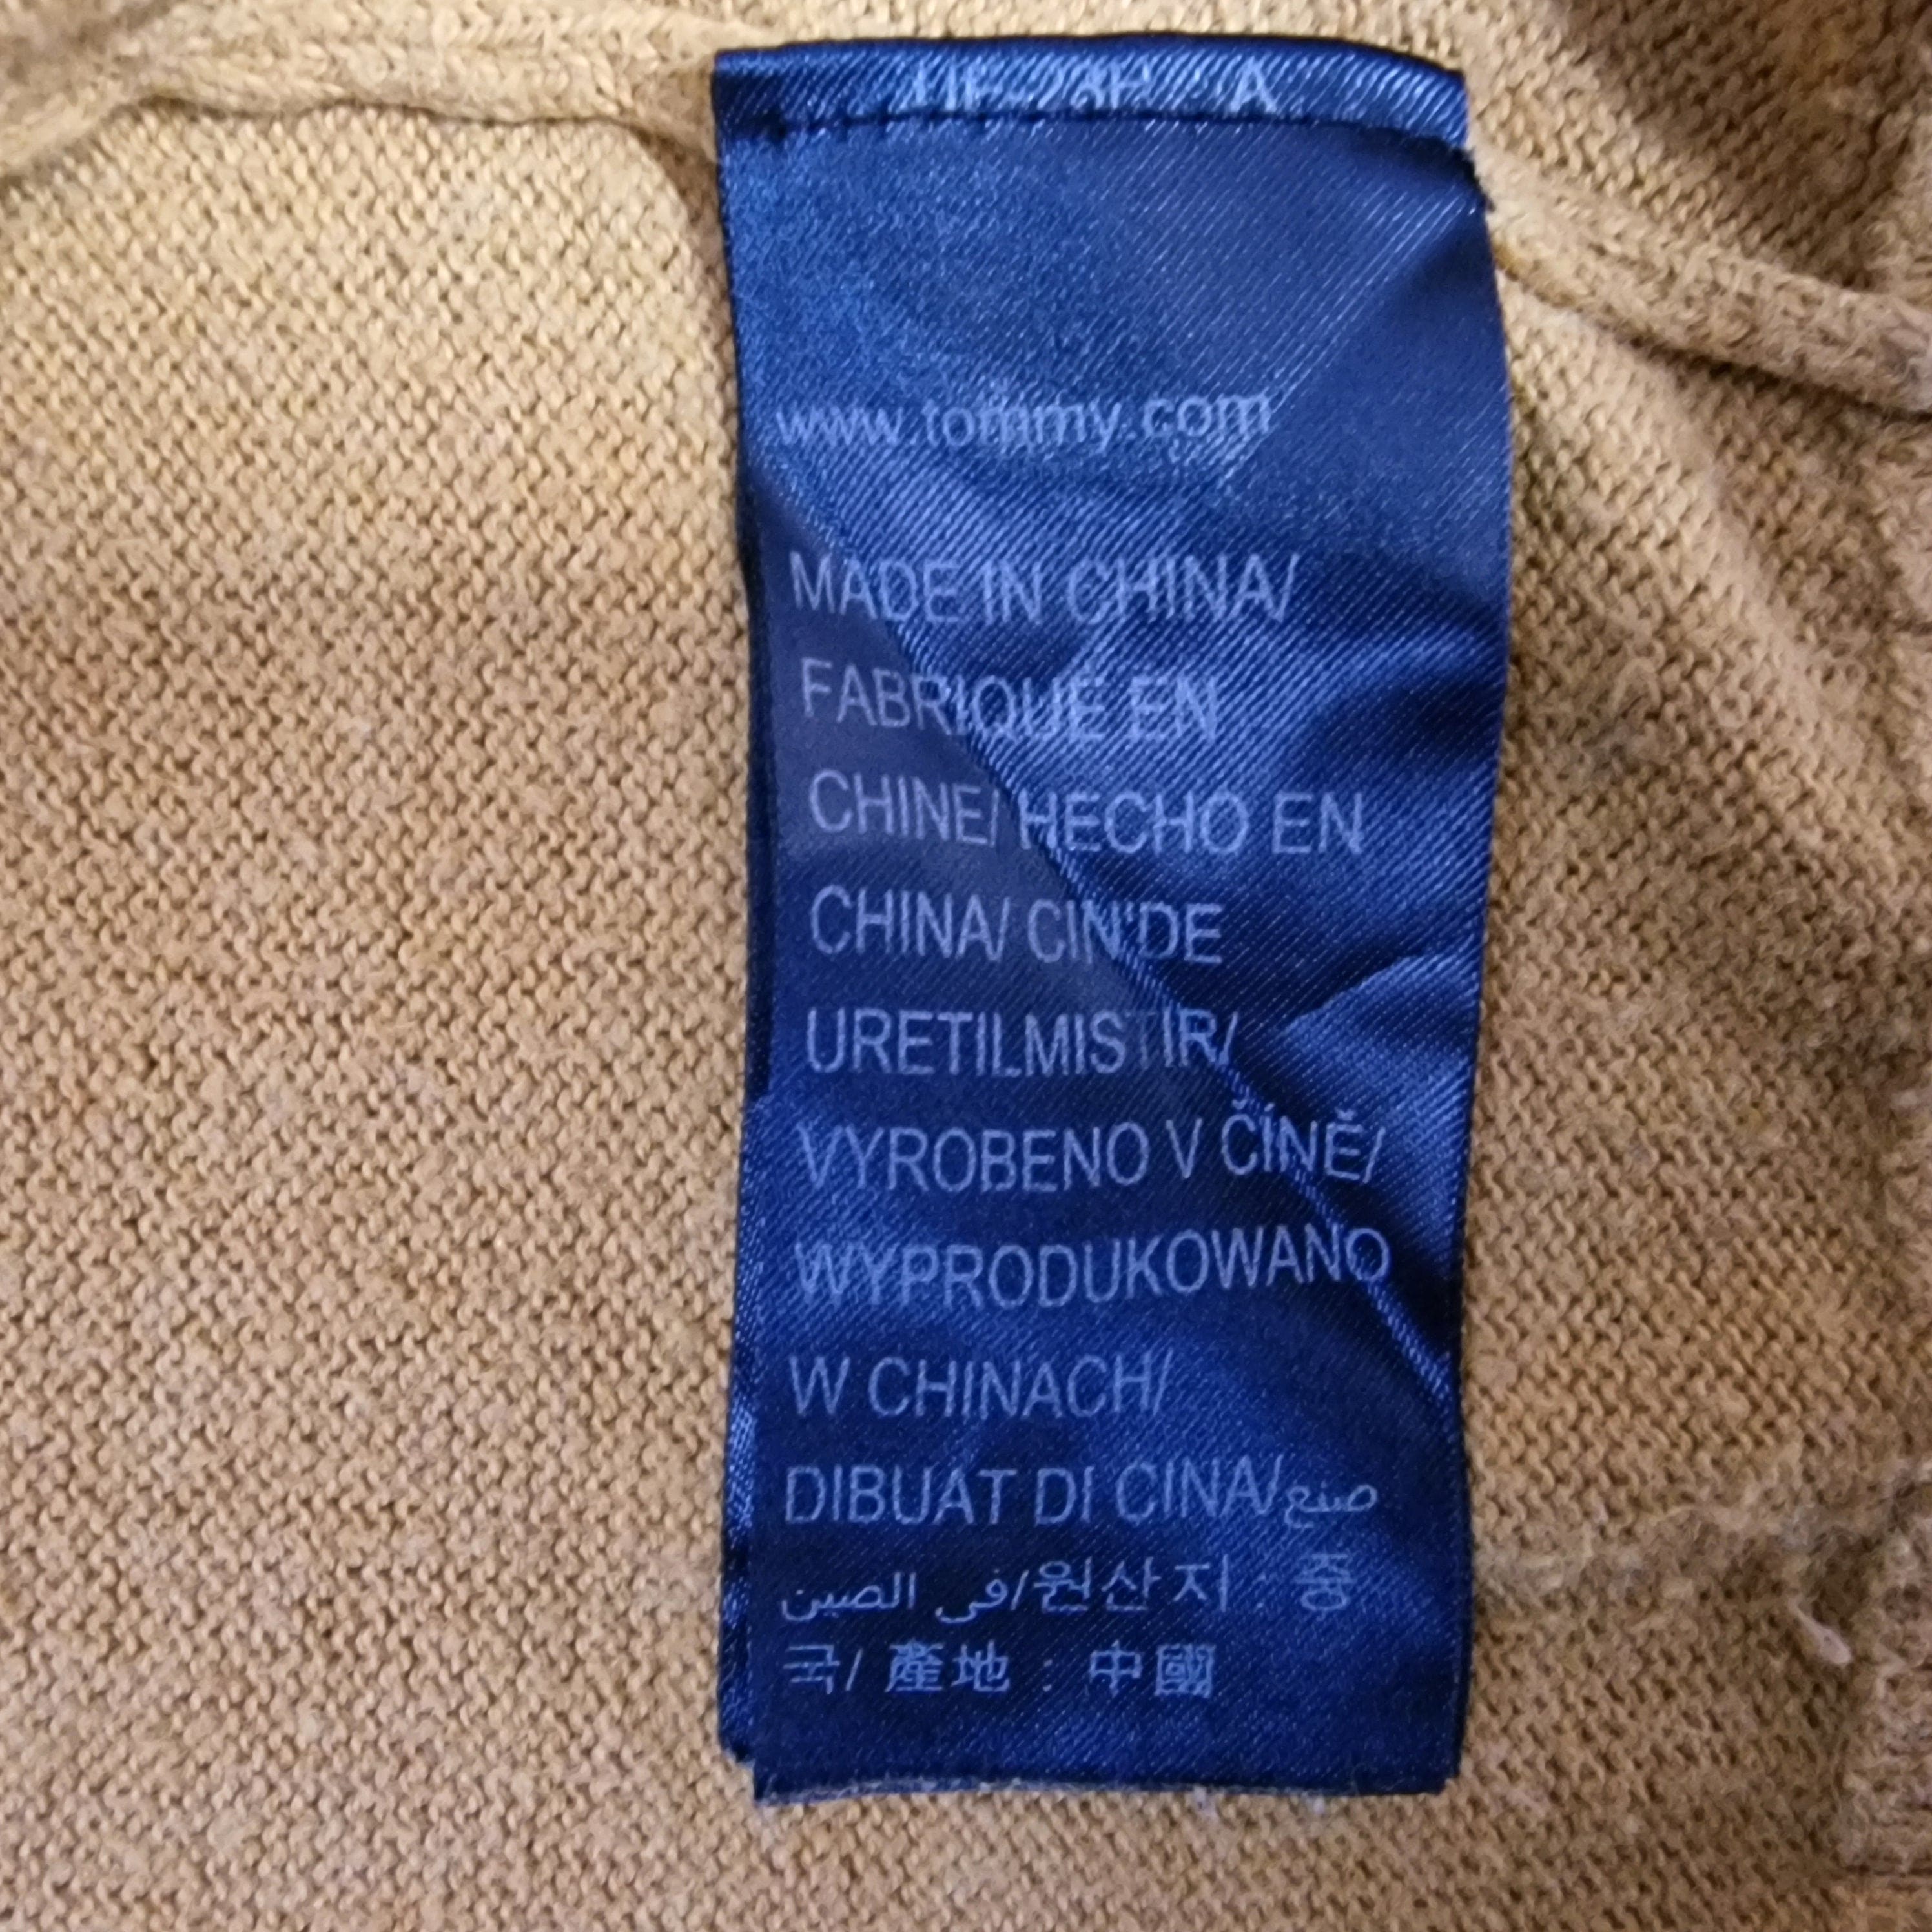 www.tommy.com
MADE IN CHINA/
FABRIQUE EN
CHINE/ HECHO EN
CHINA/ CIN'DE
URETILMISTIR/
VYROBENO V ČÍNĚ/
WYPRODUKOWANO
W CHINACH/
DIBUAT DI CINA/صنع
في الصين/원산지 : 중
국/ 產地 : 中國